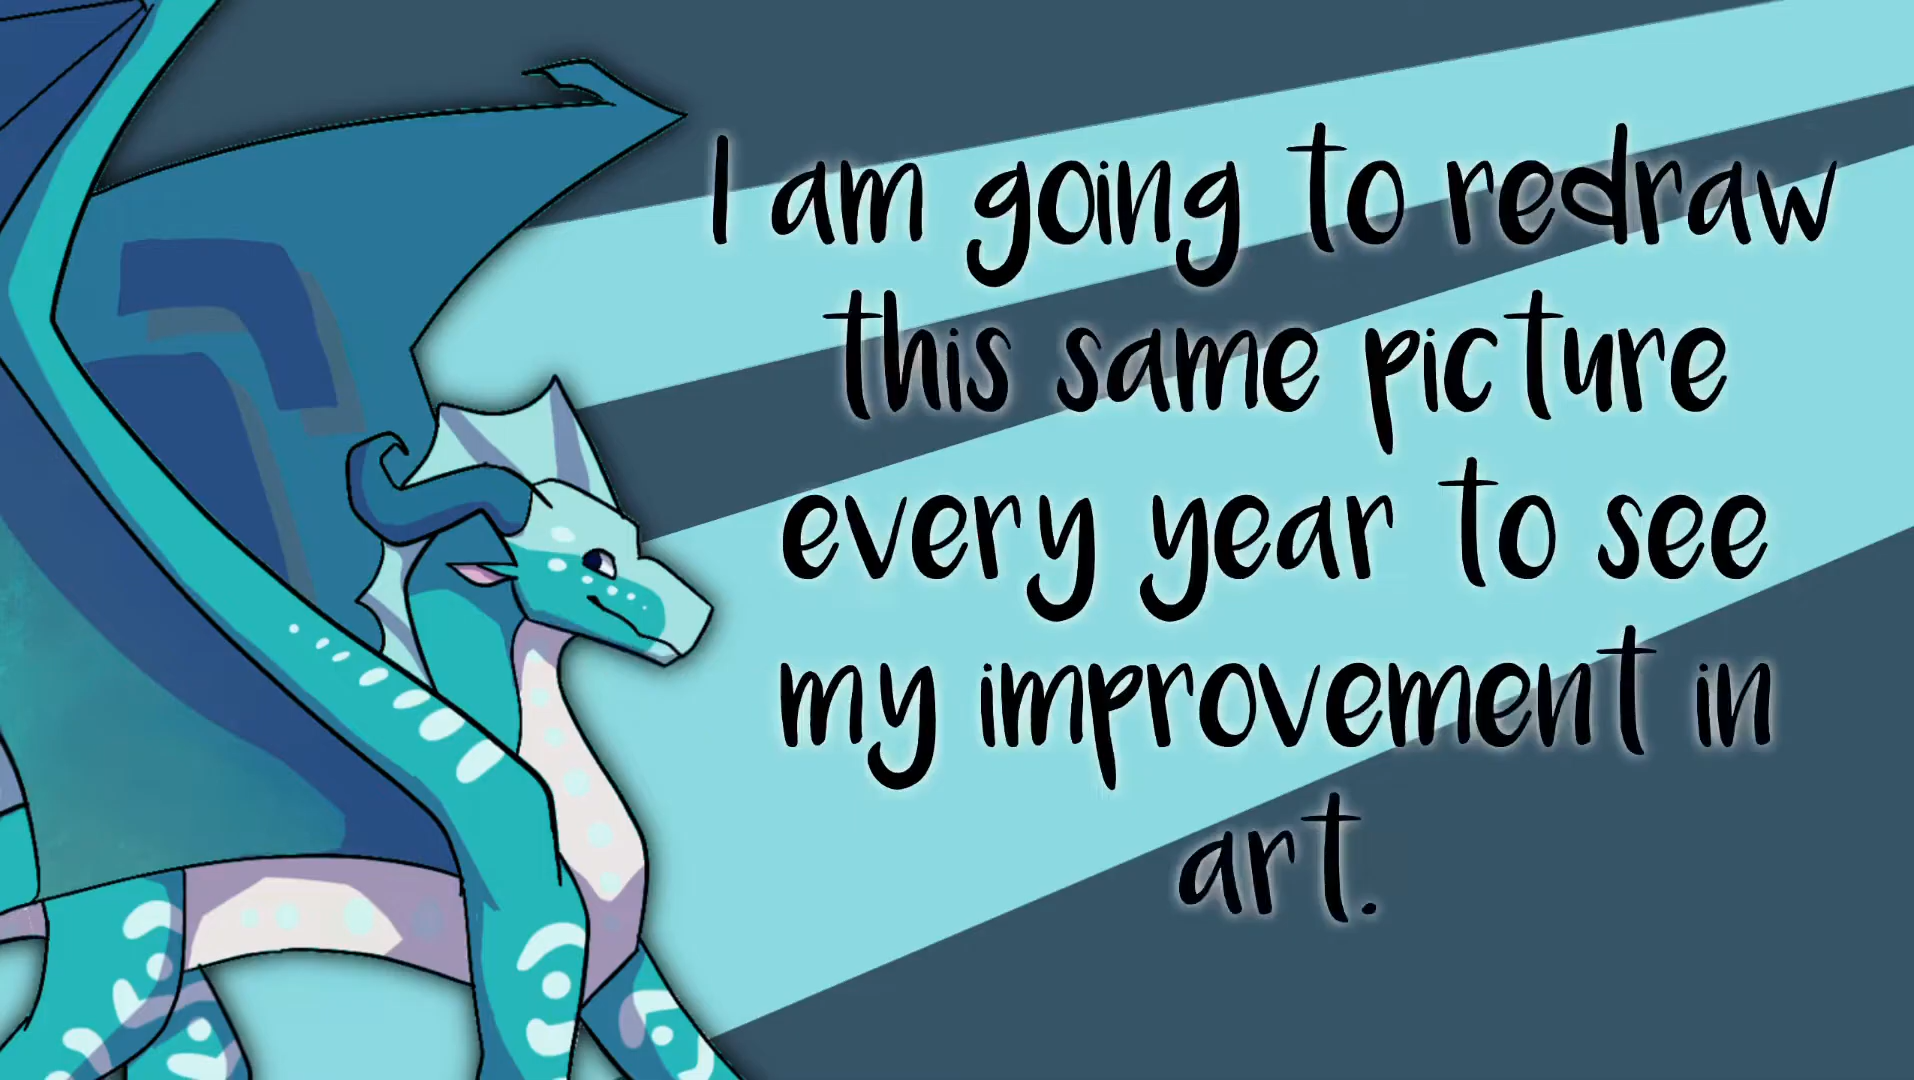 I am going to redraw
this same picture
every year to see
my improvement in
art.